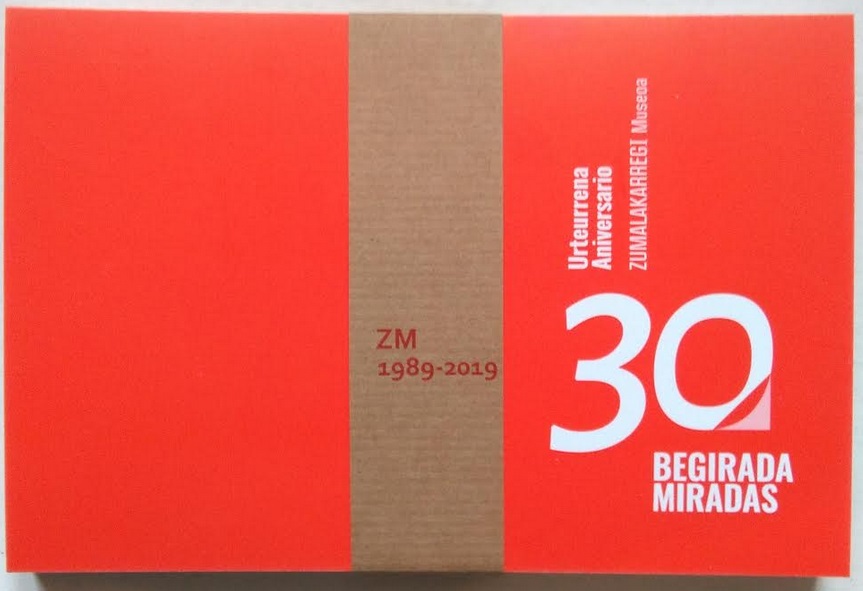 ZM
1989-2019
Urteurrena
Aniversario
ZUMALAKARREGI Museoa
30
BEGIRADA
MIRADAS